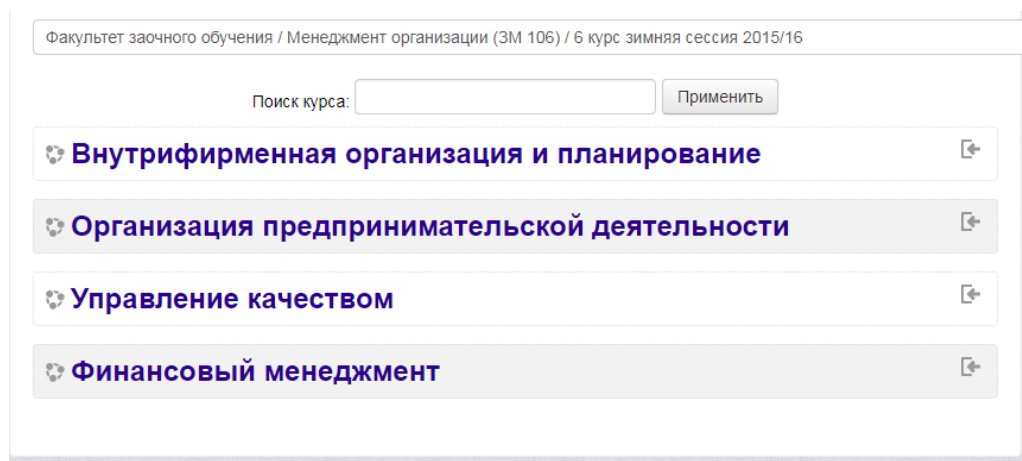 Факультет заочного обучения / Менеджмент организации (ЗМ 106) / 6 курс зимняя сессия 2015/16
Поиск курса: Применить
Внутрифирменная организация и планирование
Организация предпринимательской деятельности
Управление качеством
Финансовый менеджмент